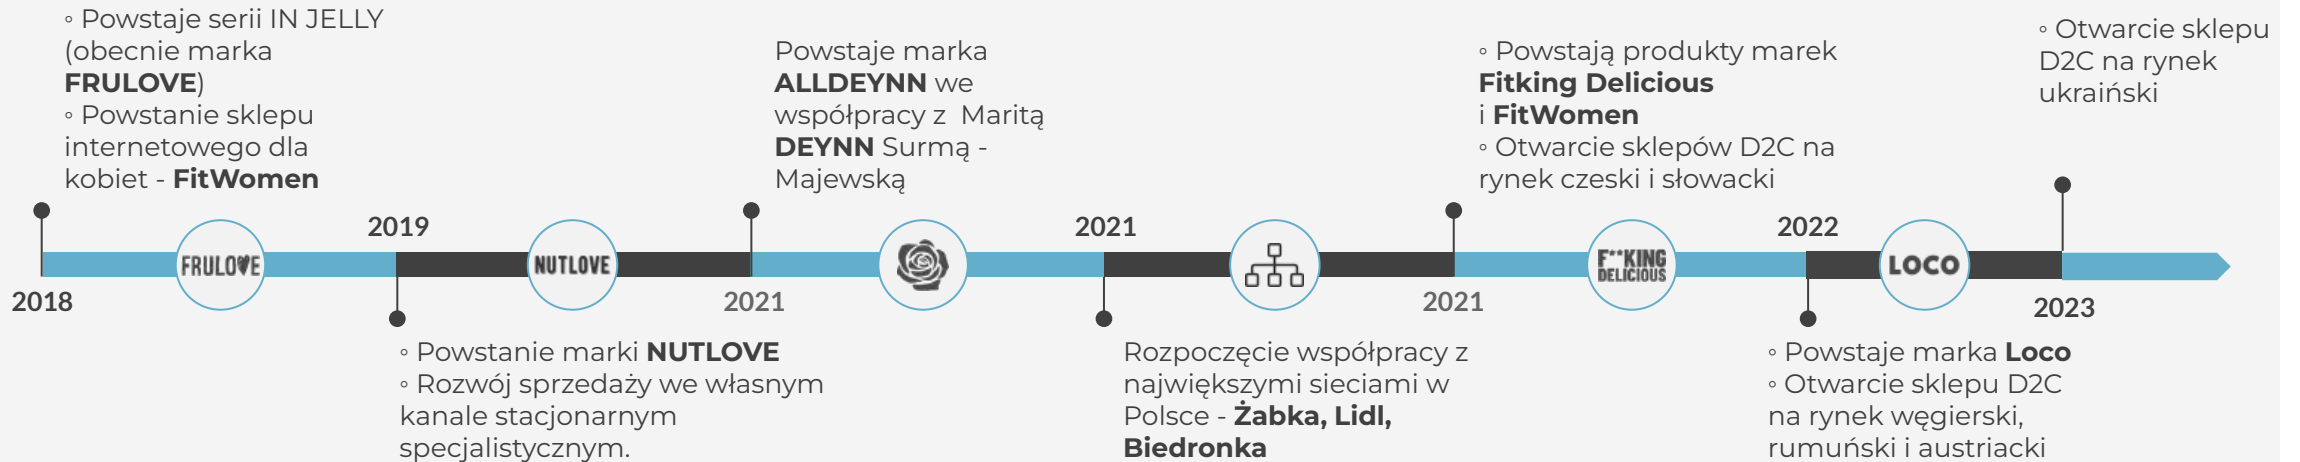 ◦ Powstaje serii IN JELLY
(obecnie marka
FRULOVE)
◦ Powstanie sklepu
internetowego dla
kobiet - FitWomen
2018
FRULOVE
2019
◦ Powstanie marki NUTLOVE
◦ Rozwój sprzedaży we własnym
kanale stacjonarnym
specjalistycznym.
NUTLOVE
Powstaje marka
ALLDEYNN we
współpracy z  Maritą
DEYNN Surmą -
Majewską
2021
2021
Rozpoczęcie współpracy z
największymi sieciami w
Polsce - Żabka, Lidl,
Biedronka
◦ Powstają produkty marek
Fitking Delicious
i FitWomen
◦ Otwarcie sklepów D2C na
rynek czeski i słowacki
2021
F**KING
DELICIOUS
2022
◦ Powstaje marka Loco
◦ Otwarcie sklepu D2C
na rynek węgierski,
rumuński i austriacki
LOCO
◦ Otwarcie sklepu
D2C na rynek
ukraiński
2023